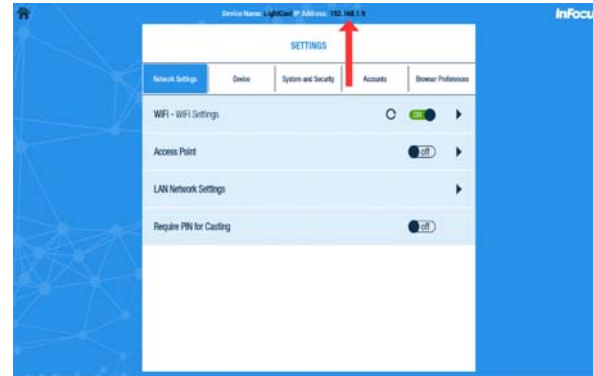 Device Name: LightCast IP Address: 192.168.1.9
InFocu
SETTINGS
Network Settings Device System and Security Accounts Browser Preferences
WiFi - WiFi Settings ON
Access Point off
LAN Network Settings
Require PIN for Casting off